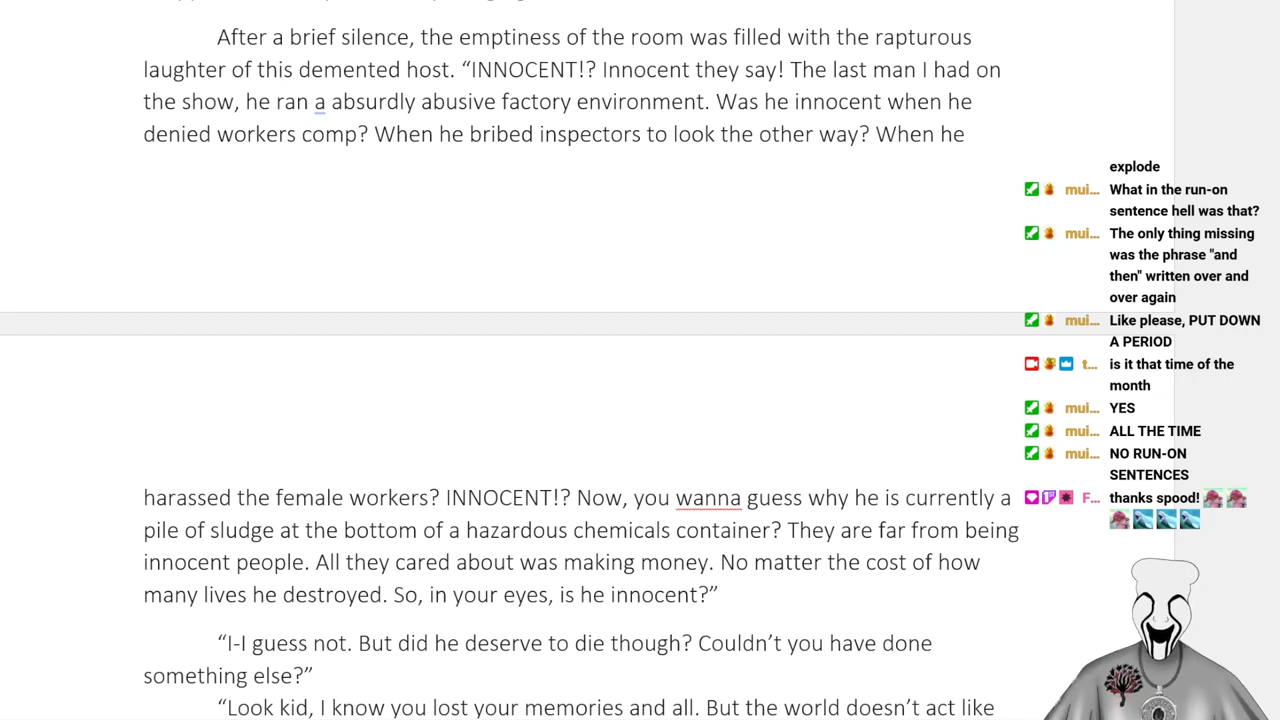 After a brief silence, the emptiness of the room was filled with the rapturous
laughter of this demented host. “INNOCENT!? Innocent they say! The last man I had on
the show, he ran a absurdly abusive factory environment. Was he innocent when he
denied workers comp? When he bribed inspectors to look the other way? When he
harassed the female workers? INNOCENT!? Now, you wanna guess why he is currently a
pile of sludge at the bottom of a hazardous chemicals container? They are far from being
innocent people. All they cared about was making money. No matter the cost of how
many lives he destroyed. So, in your eyes, is he innocent?”
“I-I guess not. But did he deserve to die though? Couldn’t you have done
something else?”
“Look kid, I know you lost your memories and all. But the world doesn’t act like
explode
mui... What in the run-on
sentence hell was that?
mui... The only thing missing
was the phrase "and
then" written over and
over again
mui... Like please, PUT DOWN
A PERIOD
t... is it that time of the
month
mui... YES
mui... ALL THE TIME
mui... NO RUN-ON
SENTENCES
F... thanks spood!